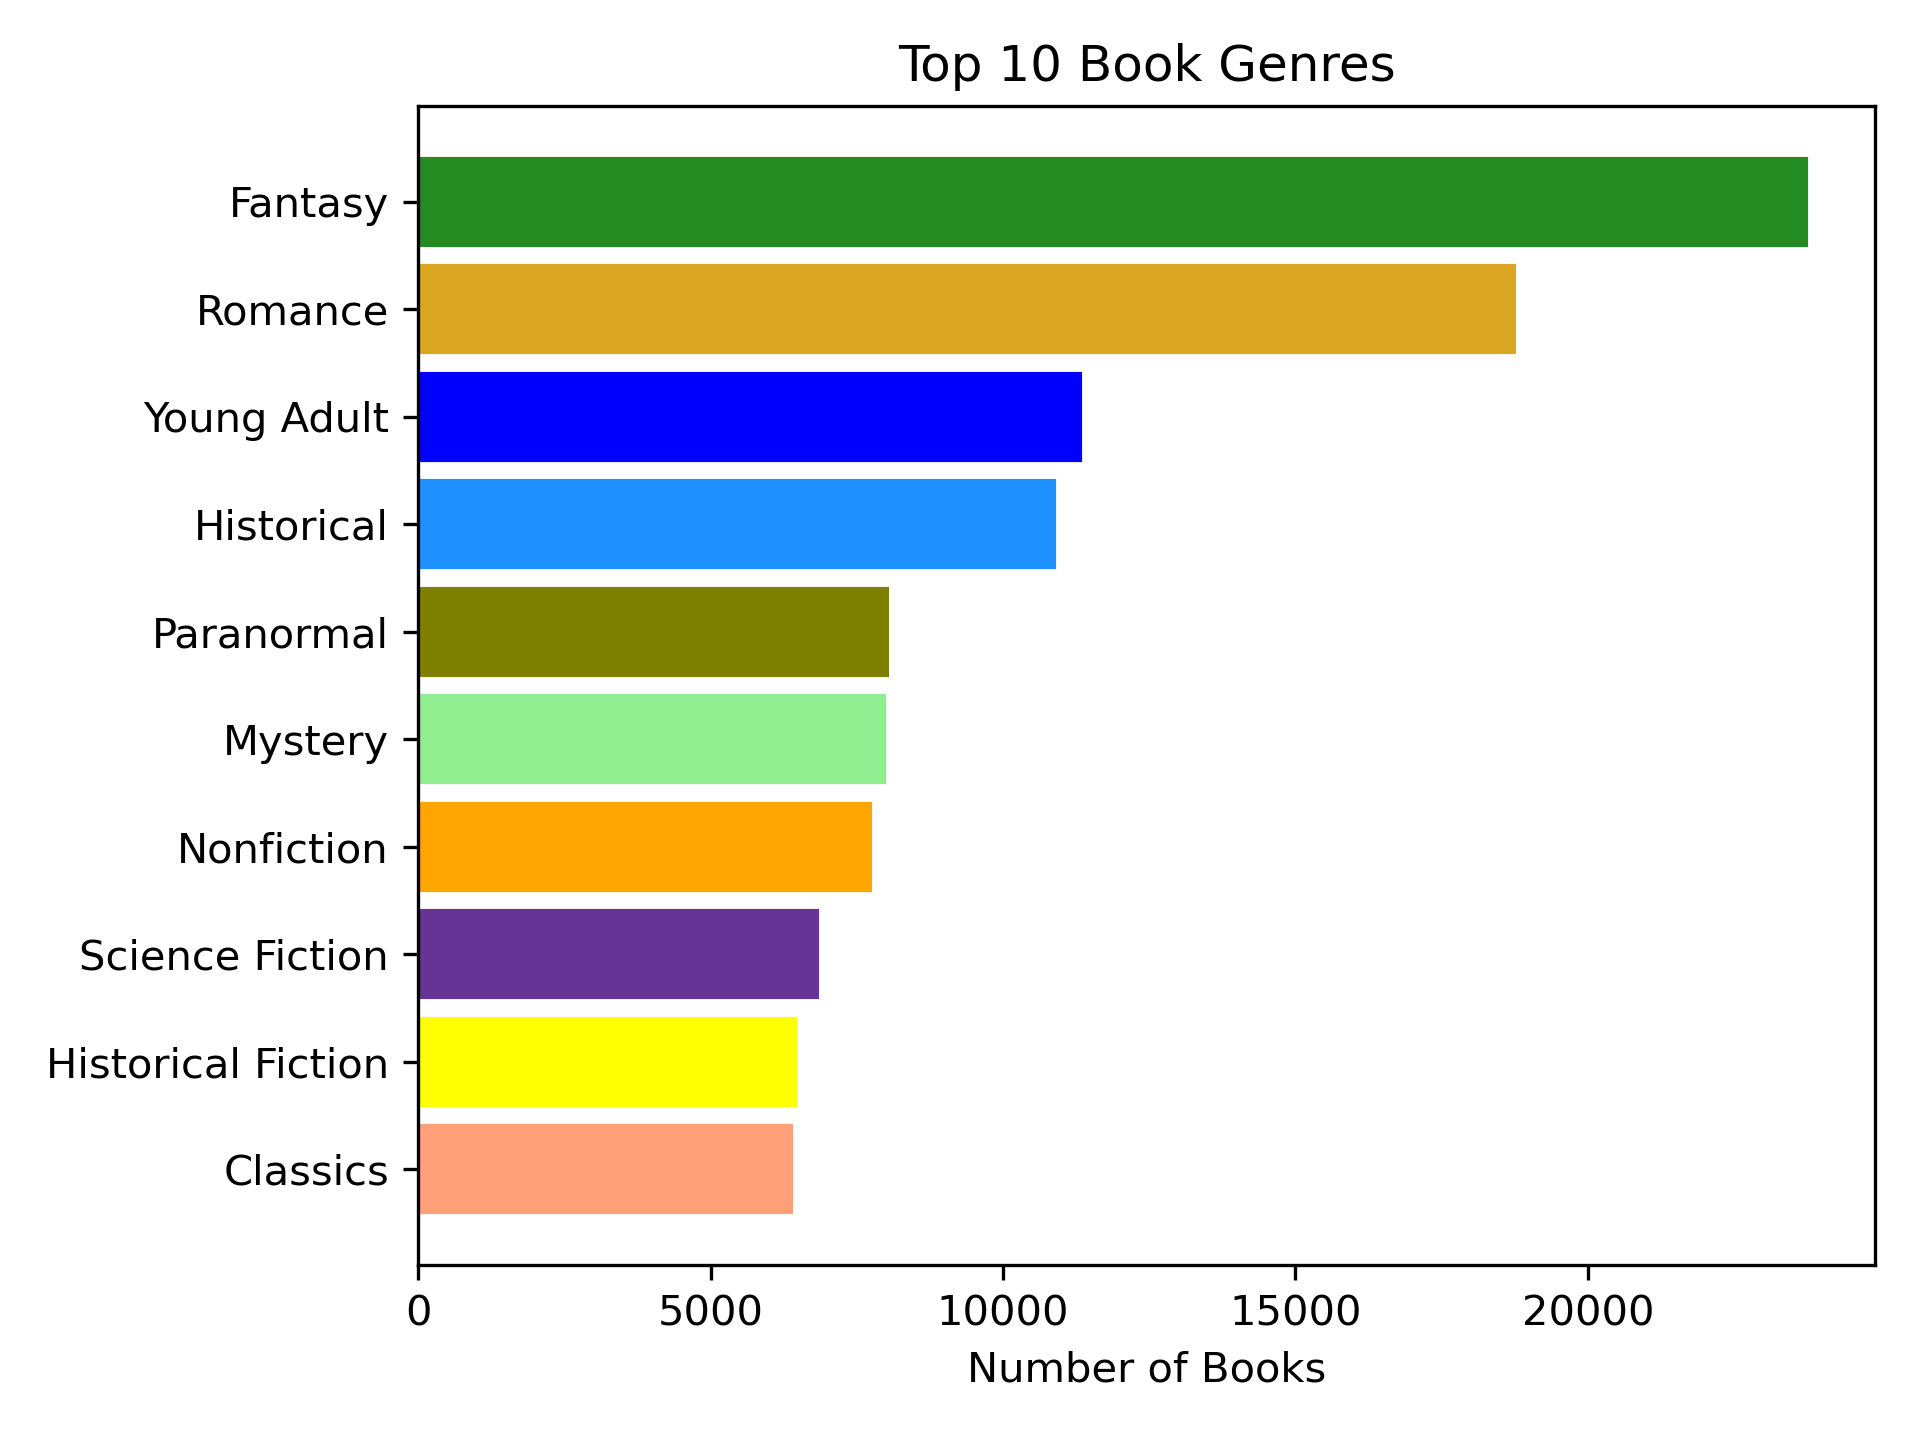 Top 10 Book Genres
Fantasy
Romance
Young Adult
Historical
Paranormal
Mystery
Nonfiction
Science Fiction
Historical Fiction
Classics
0 5000 10000 15000 20000
Number of Books